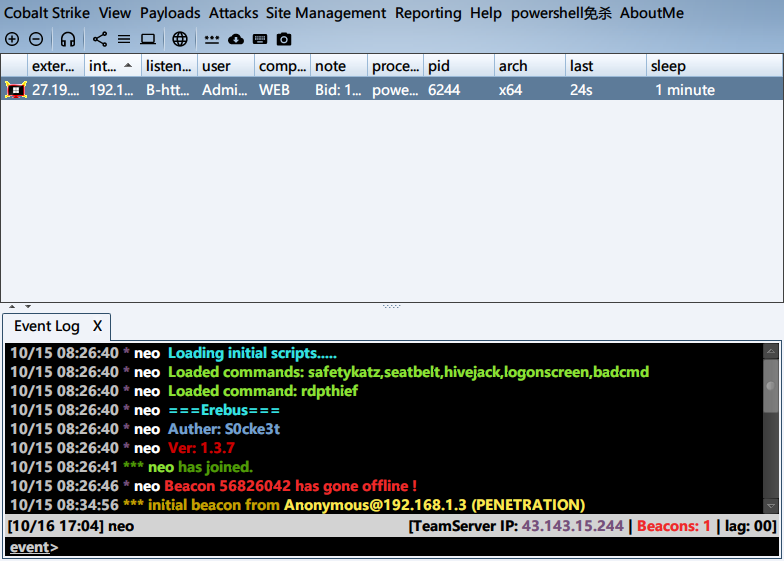 Cobalt Strike View Payloads Attacks Site Management Reporting Help powershell免杀 AboutMe
exter... int... listen... user comp... note proce... pid arch last sleep
27.19.... 192.1... B-htt... Admi... WEB Bid: 1... powe... 6244 x64 24s 1 minute
Event Log X
10/15 08:26:40 * neo Loading initial scripts.....
10/15 08:26:40 * neo Loaded commands: safetykatz,seatbelt,hivejack,logonscreen,badcmd
10/15 08:26:40 * neo Loaded command: rdpthief
10/15 08:26:40 * neo ===Erebus===
10/15 08:26:40 * neo Auther: S0cke3t
10/15 08:26:40 * neo Ver: 1.3.7
10/15 08:26:41 *** neo has joined.
10/15 08:26:46 * neo Beacon 56826042 has gone offline !
10/15 08:34:56 *** initial beacon from Anonymous@192.168.1.3 (PENETRATION)
[10/16 17:04] neo [TeamServer IP: 43.143.15.244 | Beacons: 1 | lag: 00]
event>